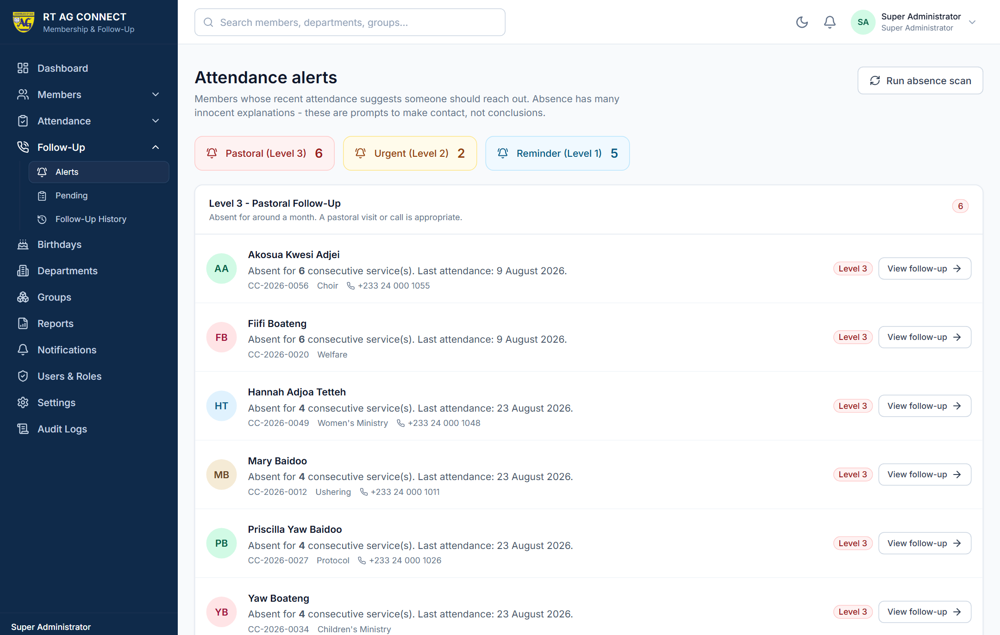 ASSEMBLIES OF GOD
AG
RT AG CONNECT
Membership & Follow-Up
Search members, departments, groups...
SA
Super Administrator
Super Administrator
Dashboard
Members
Attendance
Follow-Up
Alerts
Pending
Follow-Up History
Birthdays
Departments
Groups
Reports
Notifications
Users & Roles
Settings
Audit Logs
Super Administrator
Attendance alerts
Members whose recent attendance suggests someone should reach out. Absence has many
innocent explanations - these are prompts to make contact, not conclusions.
Run absence scan
Pastoral (Level 3) 6
Urgent (Level 2) 2
Reminder (Level 1) 5
Level 3 - Pastoral Follow-Up
Absent for around a month. A pastoral visit or call is appropriate.
6
AA
Akosua Kwesi Adjei
Absent for 6 consecutive service(s). Last attendance: 9 August 2026.
CC-2026-0056 Choir +233 24 000 1055
Level 3
View follow-up
FB
Fiifi Boateng
Absent for 6 consecutive service(s). Last attendance: 9 August 2026.
CC-2026-0020 Welfare
Level 3
View follow-up
HT
Hannah Adjoa Tetteh
Absent for 4 consecutive service(s). Last attendance: 23 August 2026.
CC-2026-0049 Women's Ministry +233 24 000 1048
Level 3
View follow-up
MB
Mary Baidoo
Absent for 4 consecutive service(s). Last attendance: 23 August 2026.
CC-2026-0012 Ushering +233 24 000 1011
Level 3
View follow-up
PB
Priscilla Yaw Baidoo
Absent for 4 consecutive service(s). Last attendance: 23 August 2026.
CC-2026-0027 Protocol +233 24 000 1026
Level 3
View follow-up
YB
Yaw Boateng
Absent for 4 consecutive service(s). Last attendance: 23 August 2026.
CC-2026-0034 Children's Ministry
Level 3
View follow-up